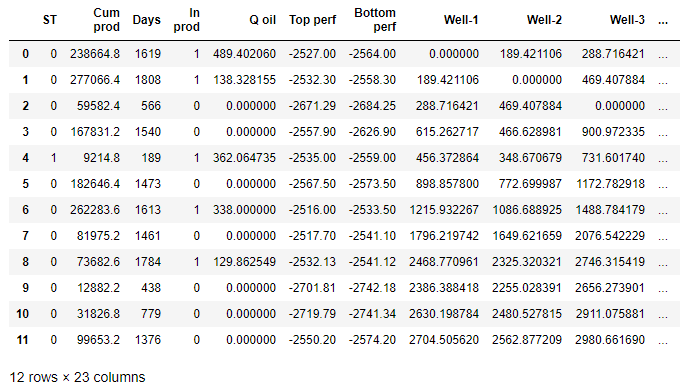 ST Cum prod Days In prod Q oil Top perf Bottom perf Well-1 Well-2 Well-3 ...
0 0 238664.8 1619 1 489.402060 -2527.00 -2564.00 0.000000 189.421106 288.716421 ...
1 0 277066.4 1808 1 138.328155 -2532.30 -2558.30 189.421106 0.000000 469.407884 ...
2 0 59582.4 566 0 0.000000 -2671.29 -2684.25 288.716421 469.407884 0.000000 ...
3 0 167831.2 1540 0 0.000000 -2557.90 -2626.90 615.262717 466.628981 900.972335 ...
4 1 9214.8 189 1 362.064735 -2535.00 -2559.00 456.372864 348.670679 731.601740 ...
5 0 182646.4 1473 0 0.000000 -2567.50 -2573.50 898.857800 772.699987 1172.782918 ...
6 0 262283.6 1613 1 338.000000 -2516.00 -2533.50 1215.932267 1086.688925 1488.784179 ...
7 0 81975.2 1461 0 0.000000 -2517.70 -2541.10 1796.219742 1649.621659 2076.542229 ...
8 0 73682.6 1784 1 129.862549 -2532.13 -2541.12 2468.770961 2325.320321 2746.315419 ...
9 0 12882.2 438 0 0.000000 -2701.81 -2742.18 2386.388418 2255.028391 2656.273901 ...
10 0 31826.8 779 0 0.000000 -2719.79 -2741.34 2630.198784 2480.527815 2911.075881 ...
11 0 99653.2 1376 0 0.000000 -2550.20 -2574.20 2704.505620 2562.877209 2980.661690 ...
12 rows × 23 columns